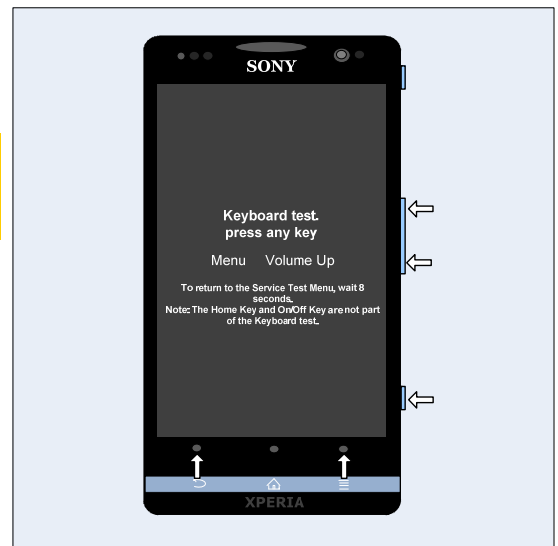 SONY
Keyboard test.
press any key
Menu Volume Up
To return to the Service Test Menu, wait 8
seconds.
Note: The Home Key and On/Off Key are not part
of the Keyboard test.
XPERIA